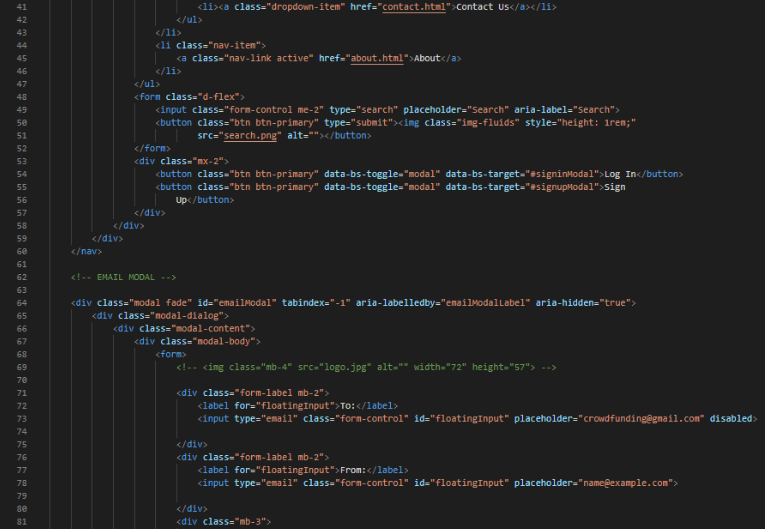 41 <li><a class="dropdown-item" href="contact.html">Contact Us</a></li>
42 </ul>
43 </li>
44 <li class="nav-item">
45 <a class="nav-link active" href="about.html">About</a>
46 </li>
47 </ul>
48 <form class="d-flex">
49 <input class="form-control me-2" type="search" placeholder="Search" aria-label="Search">
50 <button class="btn btn-primary" type="submit"><img class="img-fluids" style="height: 1rem;"
51 src="search.png" alt=""></button>
52 </form>
53 <div class="mx-2">
54 <button class="btn btn-primary" data-bs-toggle="modal" data-bs-target="#signinModal">Log In</button>
55 <button class="btn btn-primary" data-bs-toggle="modal" data-bs-target="#signupModal">Sign
56 Up</button>
57 </div>
58 </div>
59 </div>
60 </nav>
61
62 <!-- EMAIL MODAL -->
63
64 <div class="modal fade" id="emailModal" tabindex="-1" aria-labelledby="emailModalLabel" aria-hidden="true">
65 <div class="modal-dialog">
66 <div class="modal-content">
67 <div class="modal-body">
68 <form>
69 <!-- <img class="mb-4" src="logo.jpg" alt="" width="72" height="57"> -->
70
71 <div class="form-label mb-2">
72 <label for="floatingInput">To:</label>
73 <input type="email" class="form-control" id="floatingInput" placeholder="crowdfunding@gmail.com" disabled>
74
75 </div>
76 <div class="form-label mb-2">
77 <label for="floatingInput">From:</label>
78 <input type="email" class="form-control" id="floatingInput" placeholder="name@example.com">
79
80 </div>
81 <div class="mb-3">